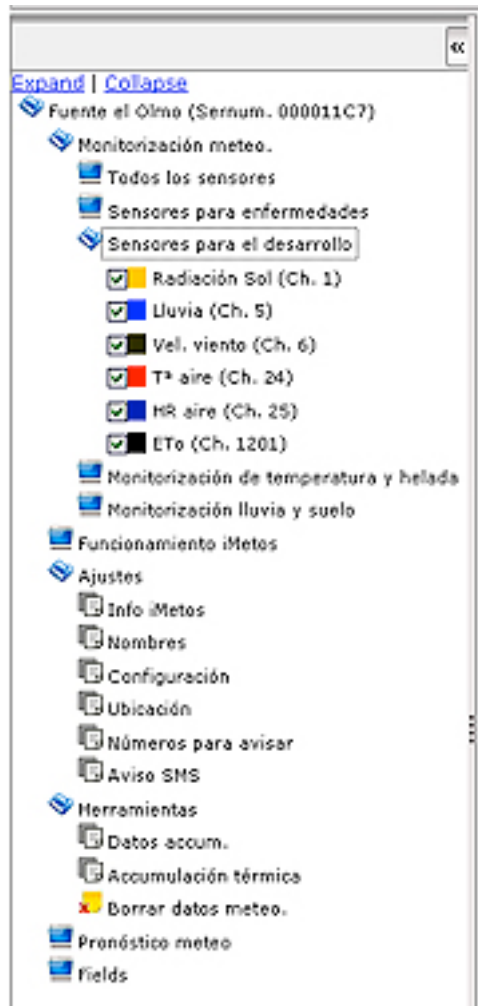 «
Expand | Collapse
Fuente el Olmo (Sernum. 000011C7)
Monitorización meteo.
Todos los sensores
Sensores para enfermedades
Sensores para el desarrollo
Radiación Sol (Ch. 1)
Lluvia (Ch. 5)
Vel. viento (Ch. 6)
Tª aire (Ch. 24)
HR aire (Ch. 25)
ETo (Ch. 1201)
Monitorización de temperatura y helada
Monitorización lluvia y suelo
Funcionamiento iMetos
Ajustes
Info iMetos
Nombres
Configuración
Ubicación
Números para avisar
Aviso SMS
Herramientas
Datos accum.
Accumulación térmica
Borrar datos meteo.
Pronóstico meteo
Fields